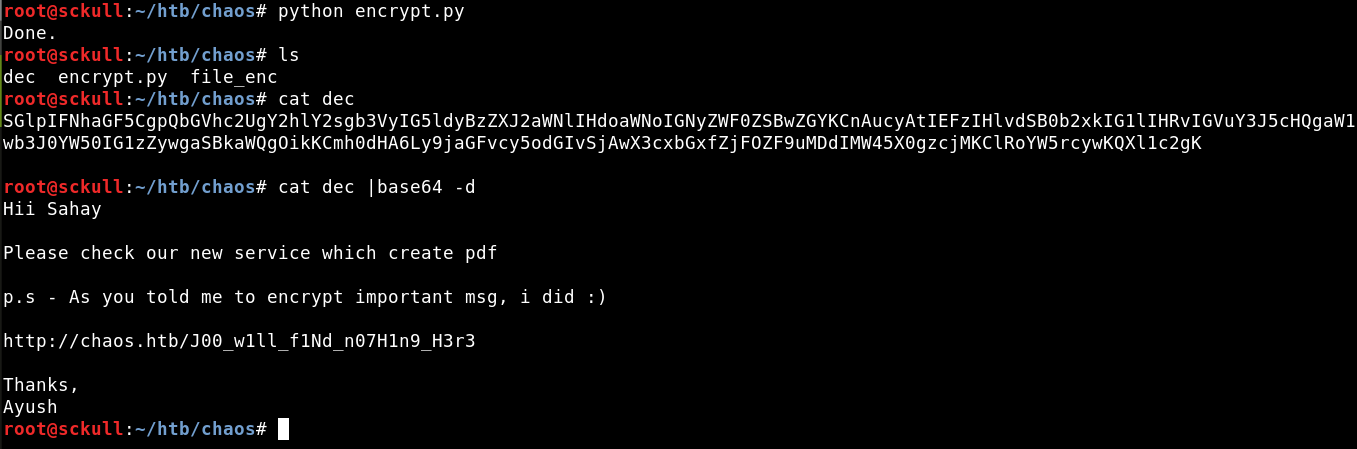 root@sckull:~/htb/chaos# python encrypt.py
Done.
root@sckull:~/htb/chaos# ls
dec  encrypt.py  file_enc
root@sckull:~/htb/chaos# cat dec
SGlpIFNhaGF5CgpQbGVhc2UgY2hlY2sgb3VyIG5ldyBzZXJ2aWNlIHdoaWNoIGNyZWF0ZSBwZGYKCnAucyAtIEFzIHlvdSB0b2xkIG1lIHRvIGVuY3J5cHQgaW1
wb3J0YW50IG1zZywgaSBkaWQgOikKCmh0dHA6Ly9jaGFvcy5odGIvSjAwX3cxbGxfZjFOZF9uMDdIMW45X0gzcjMKClRoYW5rcywKQXl1c2gK
root@sckull:~/htb/chaos# cat dec |base64 -d
Hii Sahay
Please check our new service which create pdf
p.s - As you told me to encrypt important msg, i did :)
http://chaos.htb/J00_w1ll_f1Nd_n07H1n9_H3r3
Thanks,
Ayush
root@sckull:~/htb/chaos#